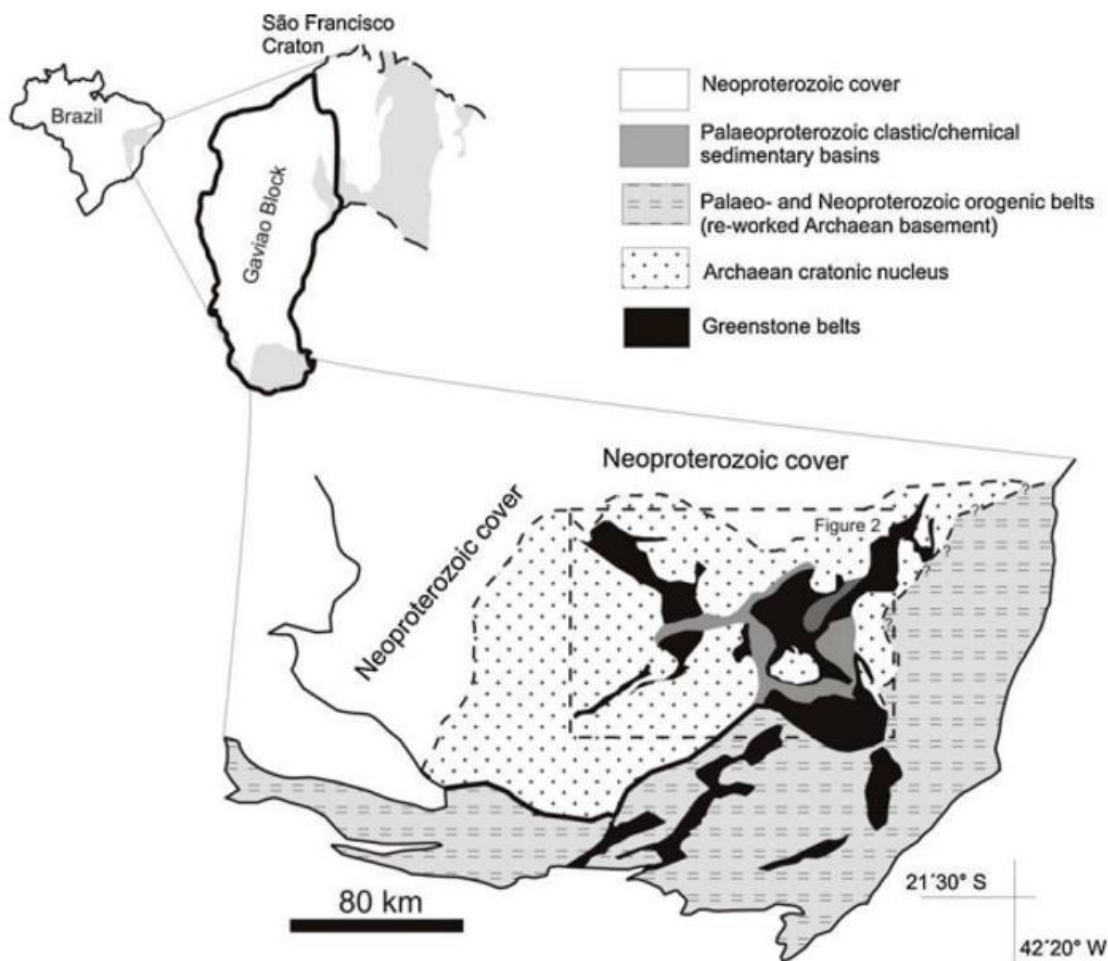 São Francisco
Craton
Brazil
Gaviao Block
Neoproterozoic cover
Palaeoproterozoic clastic/chemical
sedimentary basins
Palaeo- and Neoproterozoic orogenic belts
(re-worked Archaean basement)
Archaean cratonic nucleus
Greenstone belts
Neoproterozoic cover
Neoproterozoic cover
Figure 2
?
?
?
?
?
80 km
21´30° S
42´20° W